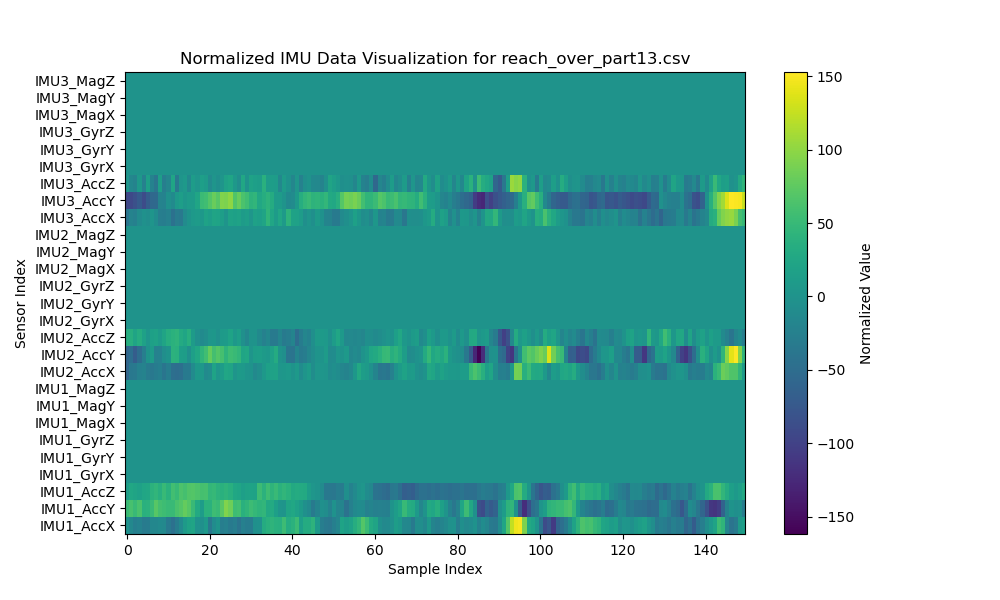 Normalized IMU Data Visualization for reach_over_part13.csv
IMU3_MagZ
IMU3_MagY
IMU3_MagX
IMU3_GyrZ
IMU3_GyrY
IMU3_GyrX
IMU3_AccZ
IMU3_AccY
IMU3_AccX
IMU2_MagZ
IMU2_MagY
IMU2_MagX
IMU2_GyrZ
IMU2_GyrY
IMU2_GyrX
IMU2_AccZ
IMU2_AccY
IMU2_AccX
IMU1_MagZ
IMU1_MagY
IMU1_MagX
IMU1_GyrZ
IMU1_GyrY
IMU1_GyrX
IMU1_AccZ
IMU1_AccY
IMU1_AccX
Sensor Index
0 20 40 60 80 100 120 140
Sample Index
150
100
50
0
−50
−100
−150
Normalized Value